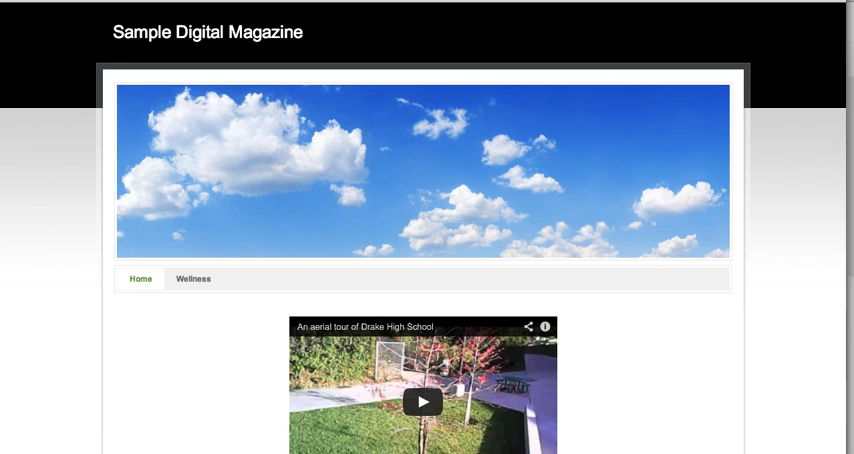 Sample Digital Magazine
Home Wellness
An aerial tour of Drake High School